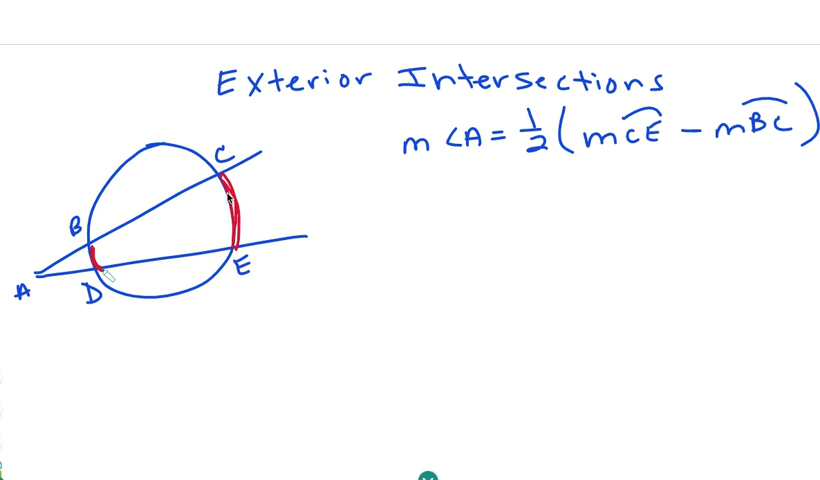 Exterior Intersections
m∠A = 1/2 (mCE⌢ − mBC⌢)
C
B
E
A
D